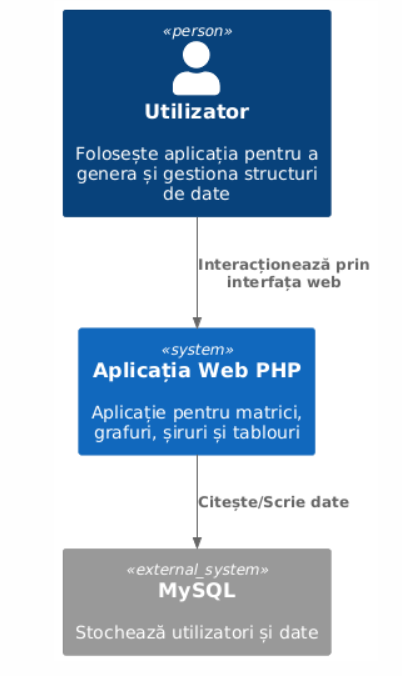 «person»
Utilizator
Folosește aplicația pentru a
genera și gestiona structuri
de date
Interacționează prin
interfața web
«system»
Aplicația Web PHP
Aplicație pentru matrici,
grafuri, șiruri și tablouri
Citește/Scrie date
«external_system»
MySQL
Stochează utilizatori și date